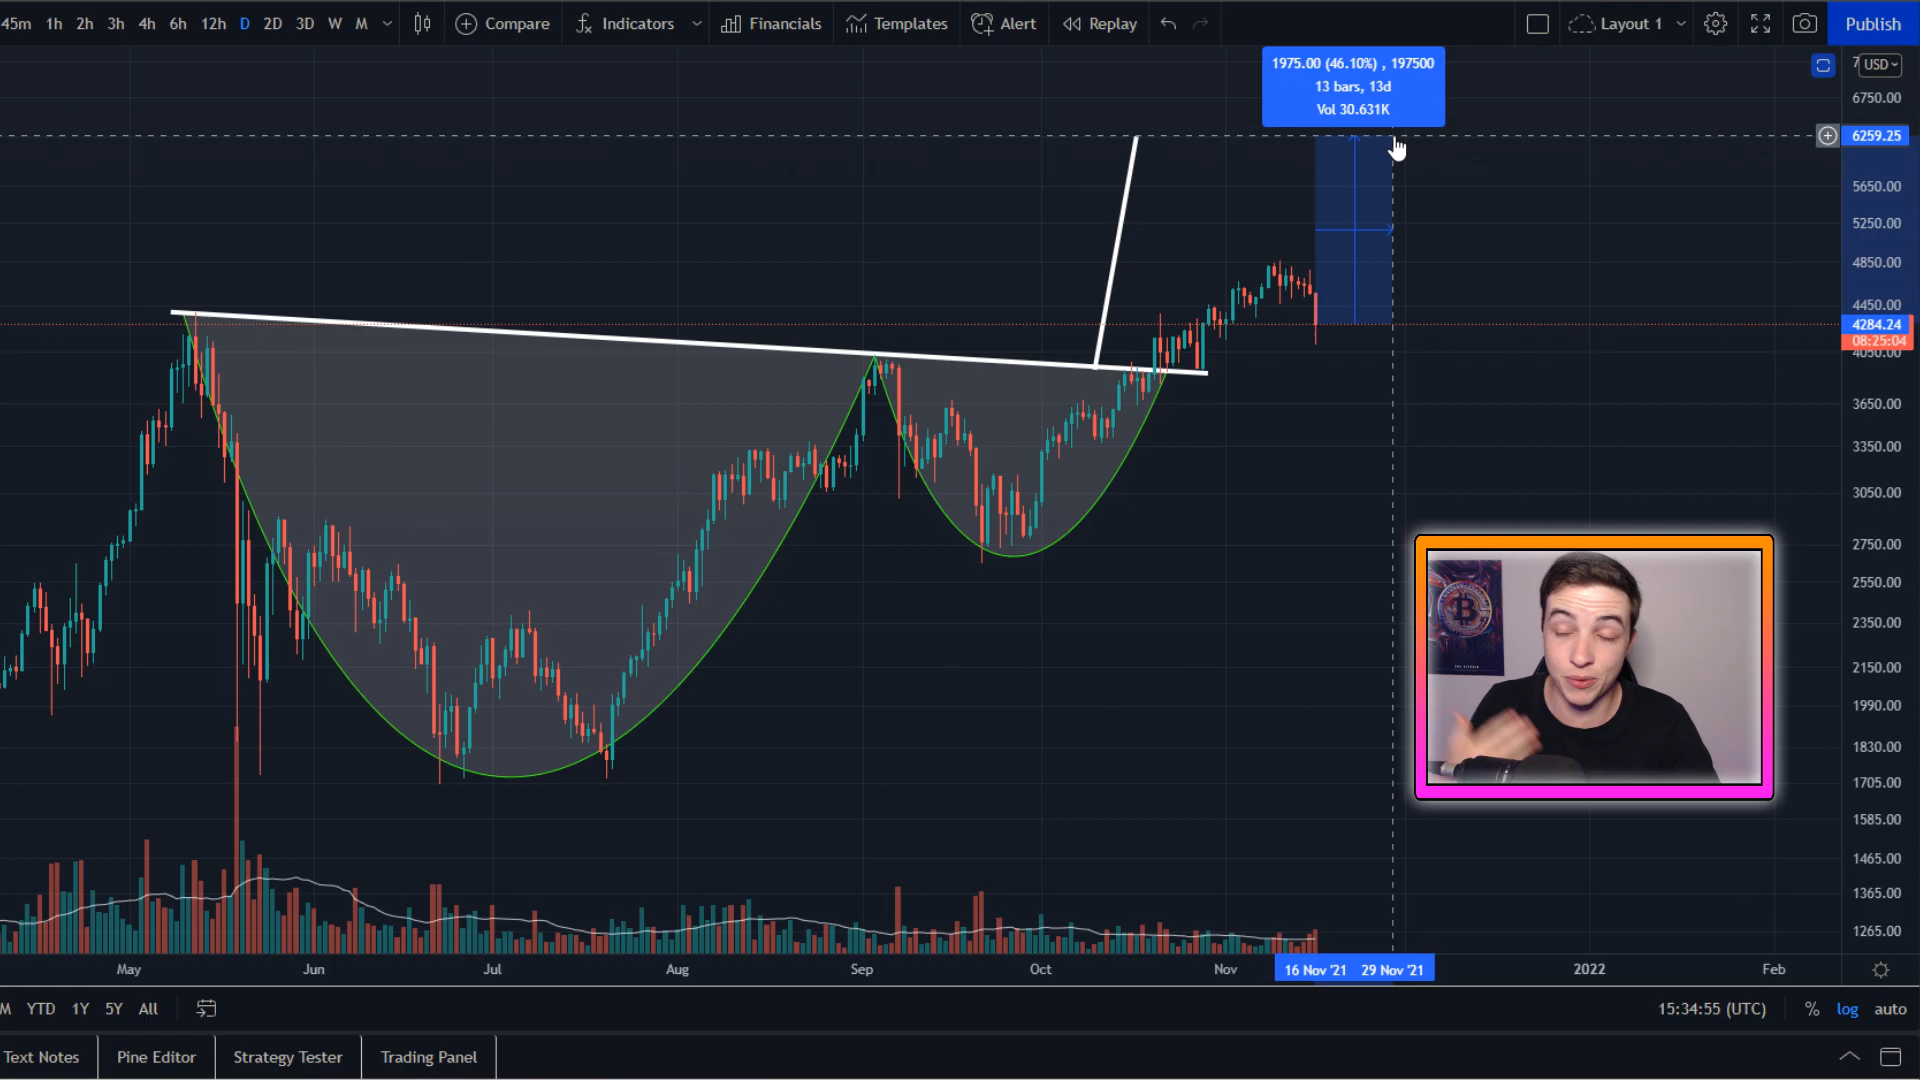 45m 1h 2h 3h 4h 6h 12h D 2D 3D W M Compare Indicators Financials Templates Alert Replay Layout 1 Publish
1975.00 (46.10%) , 197500
13 bars, 13d
Vol 30.631K
7 USD
6750.00
6259.25
5650.00
5250.00
4850.00
4450.00
4284.24
08:25:04
4050.00
3650.00
3350.00
3050.00
2750.00
2550.00
2350.00
2150.00
1990.00
1830.00
1705.00
1585.00
1465.00
1365.00
1265.00
May Jun Jul Aug Sep Oct Nov 16 Nov '21 29 Nov '21 2022 Feb
M YTD 1Y 5Y All 15:34:55 (UTC) % log auto
Text Notes Pine Editor Strategy Tester Trading Panel